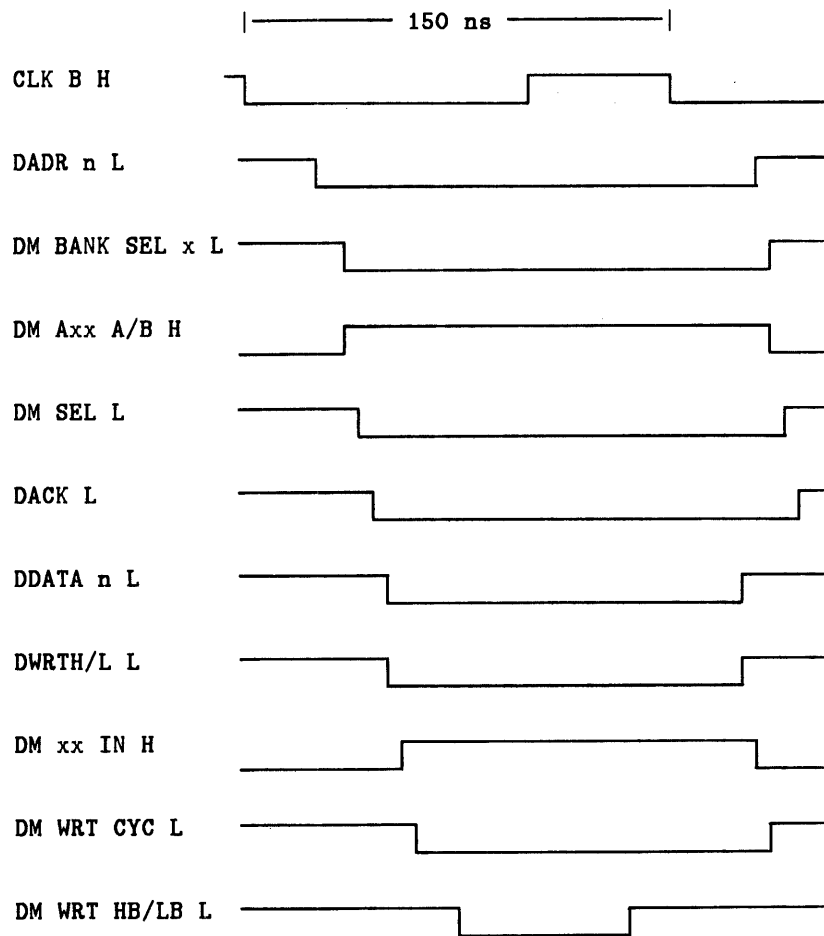 150 ns
CLK B H
DADR n L
DM BANK SEL x L
DM Axx A/B H
DM SEL L
DACK L
DDATA n L
DWRTH/L L
DM xx IN H
DM WRT CYC L
DM WRT HB/LB L